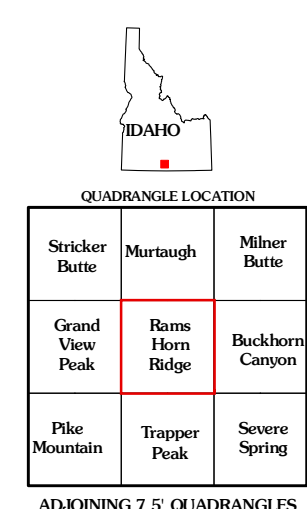 IDAHO
QUADRANGLE LOCATION
Stricker
Butte
Murtaugh
Milner
Butte
Grand
View
Peak
Rams
Horn
Ridge
Buckhorn
Canyon
Pike
Mountain
Trapper
Peak
Severe
Spring
ADJOINING 7.5' QUADRANGLES